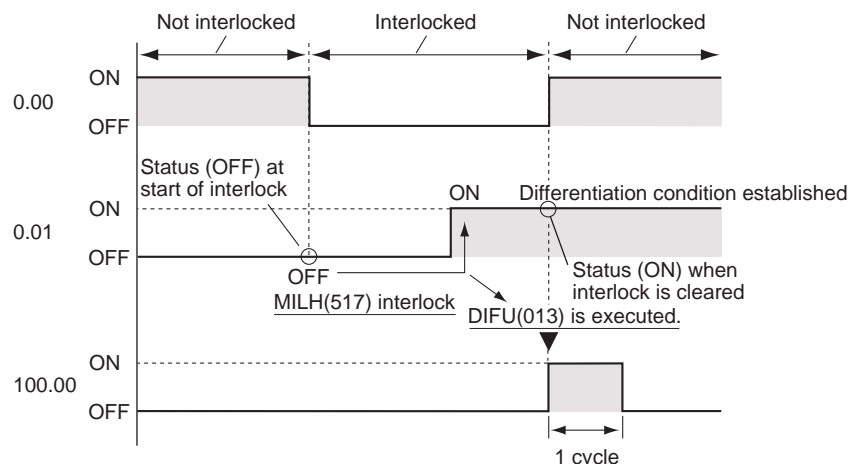 Not interlocked Interlocked Not interlocked
ON
0.00
OFF
Status (OFF) at
start of interlock
ON Differentiation condition established
ON
0.01
OFF
OFF
Status (ON) when
interlock is cleared
MILH(517) interlock
DIFU(013) is executed.
ON
100.00
OFF
1 cycle